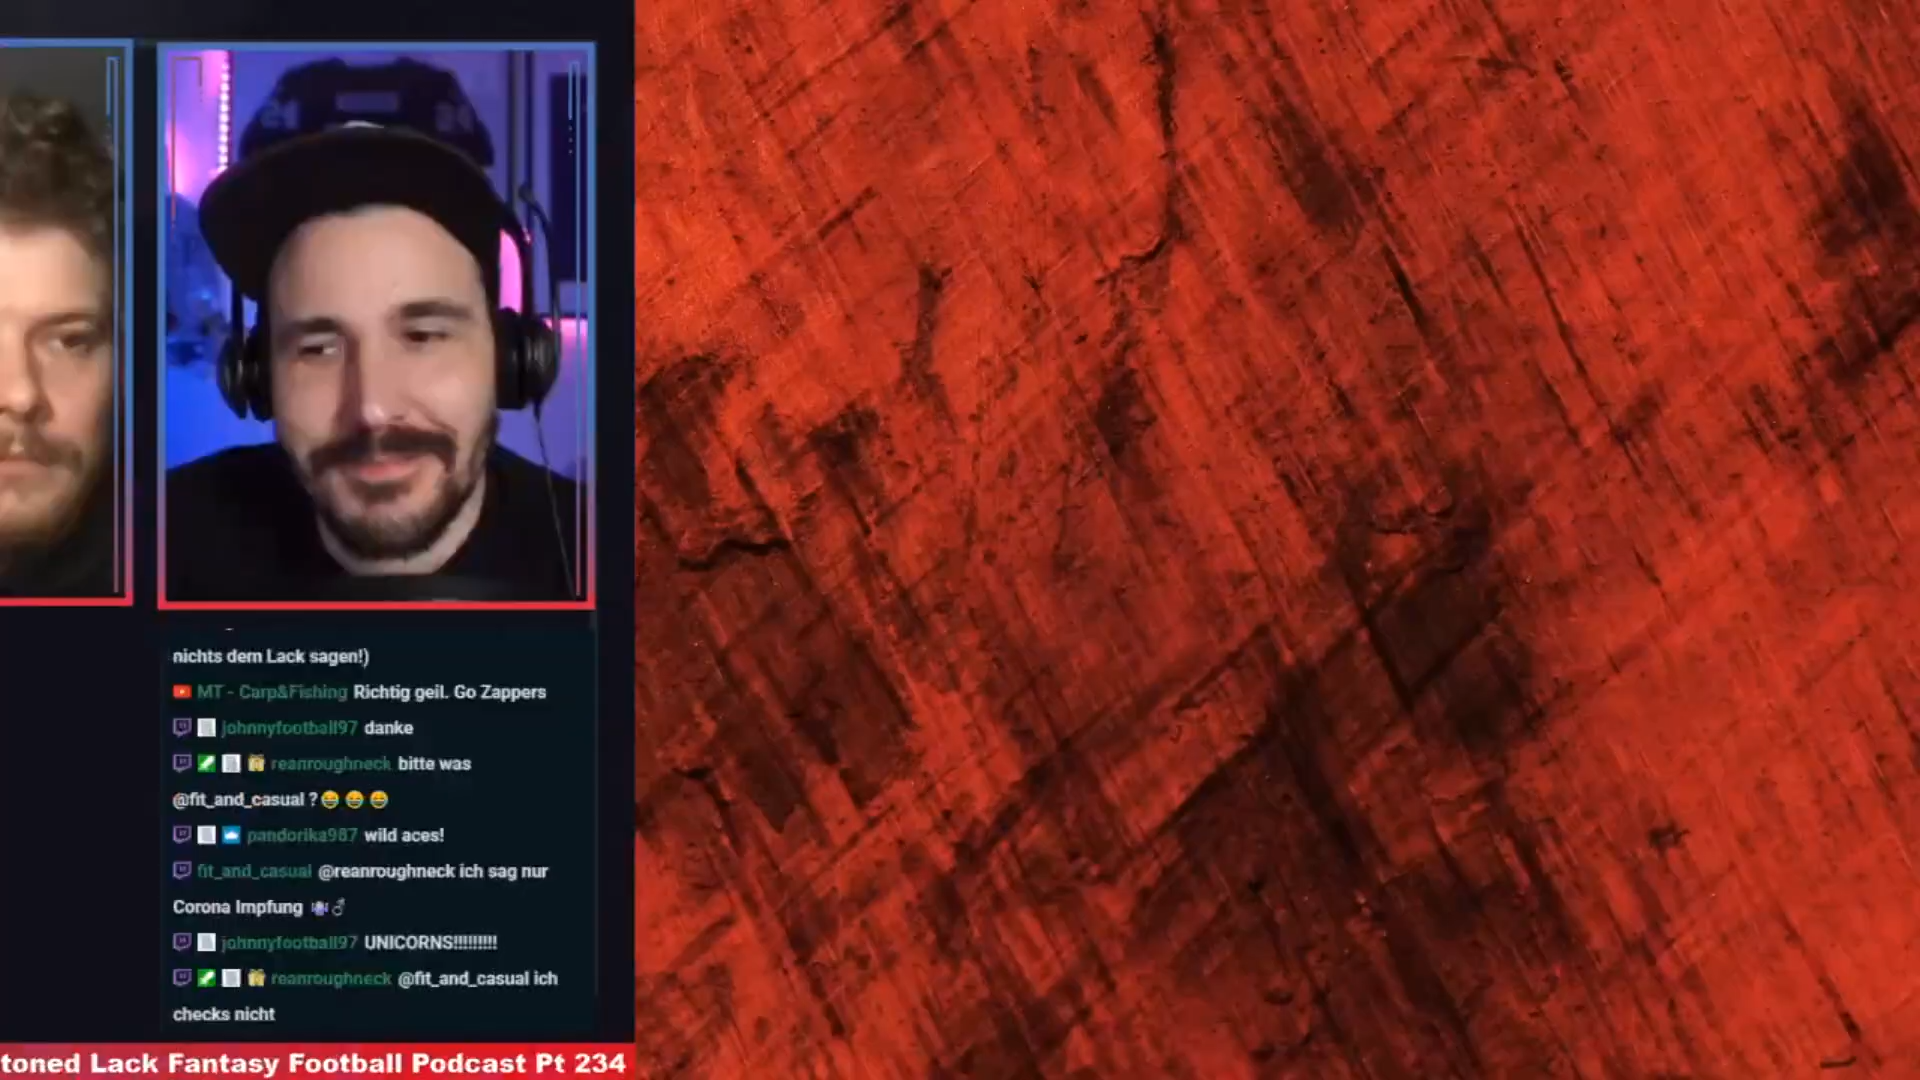 nichts dem Lack sagen!)
MT - Carp&Fishing Richtig geil. Go Zappers
johnnyfootball97 danke
reanroughneck bitte was
@fit_and_casual ?😂 😂 😂
pandorika987 wild aces!
fit_and_casual @reanroughneck ich sag nur
Corona Impfung
johnnyfootball97 UNICORNS!!!!!!!!!
reanroughneck @fit_and_casual ich
checks nicht
toned Lack Fantasy Football Podcast Pt 234